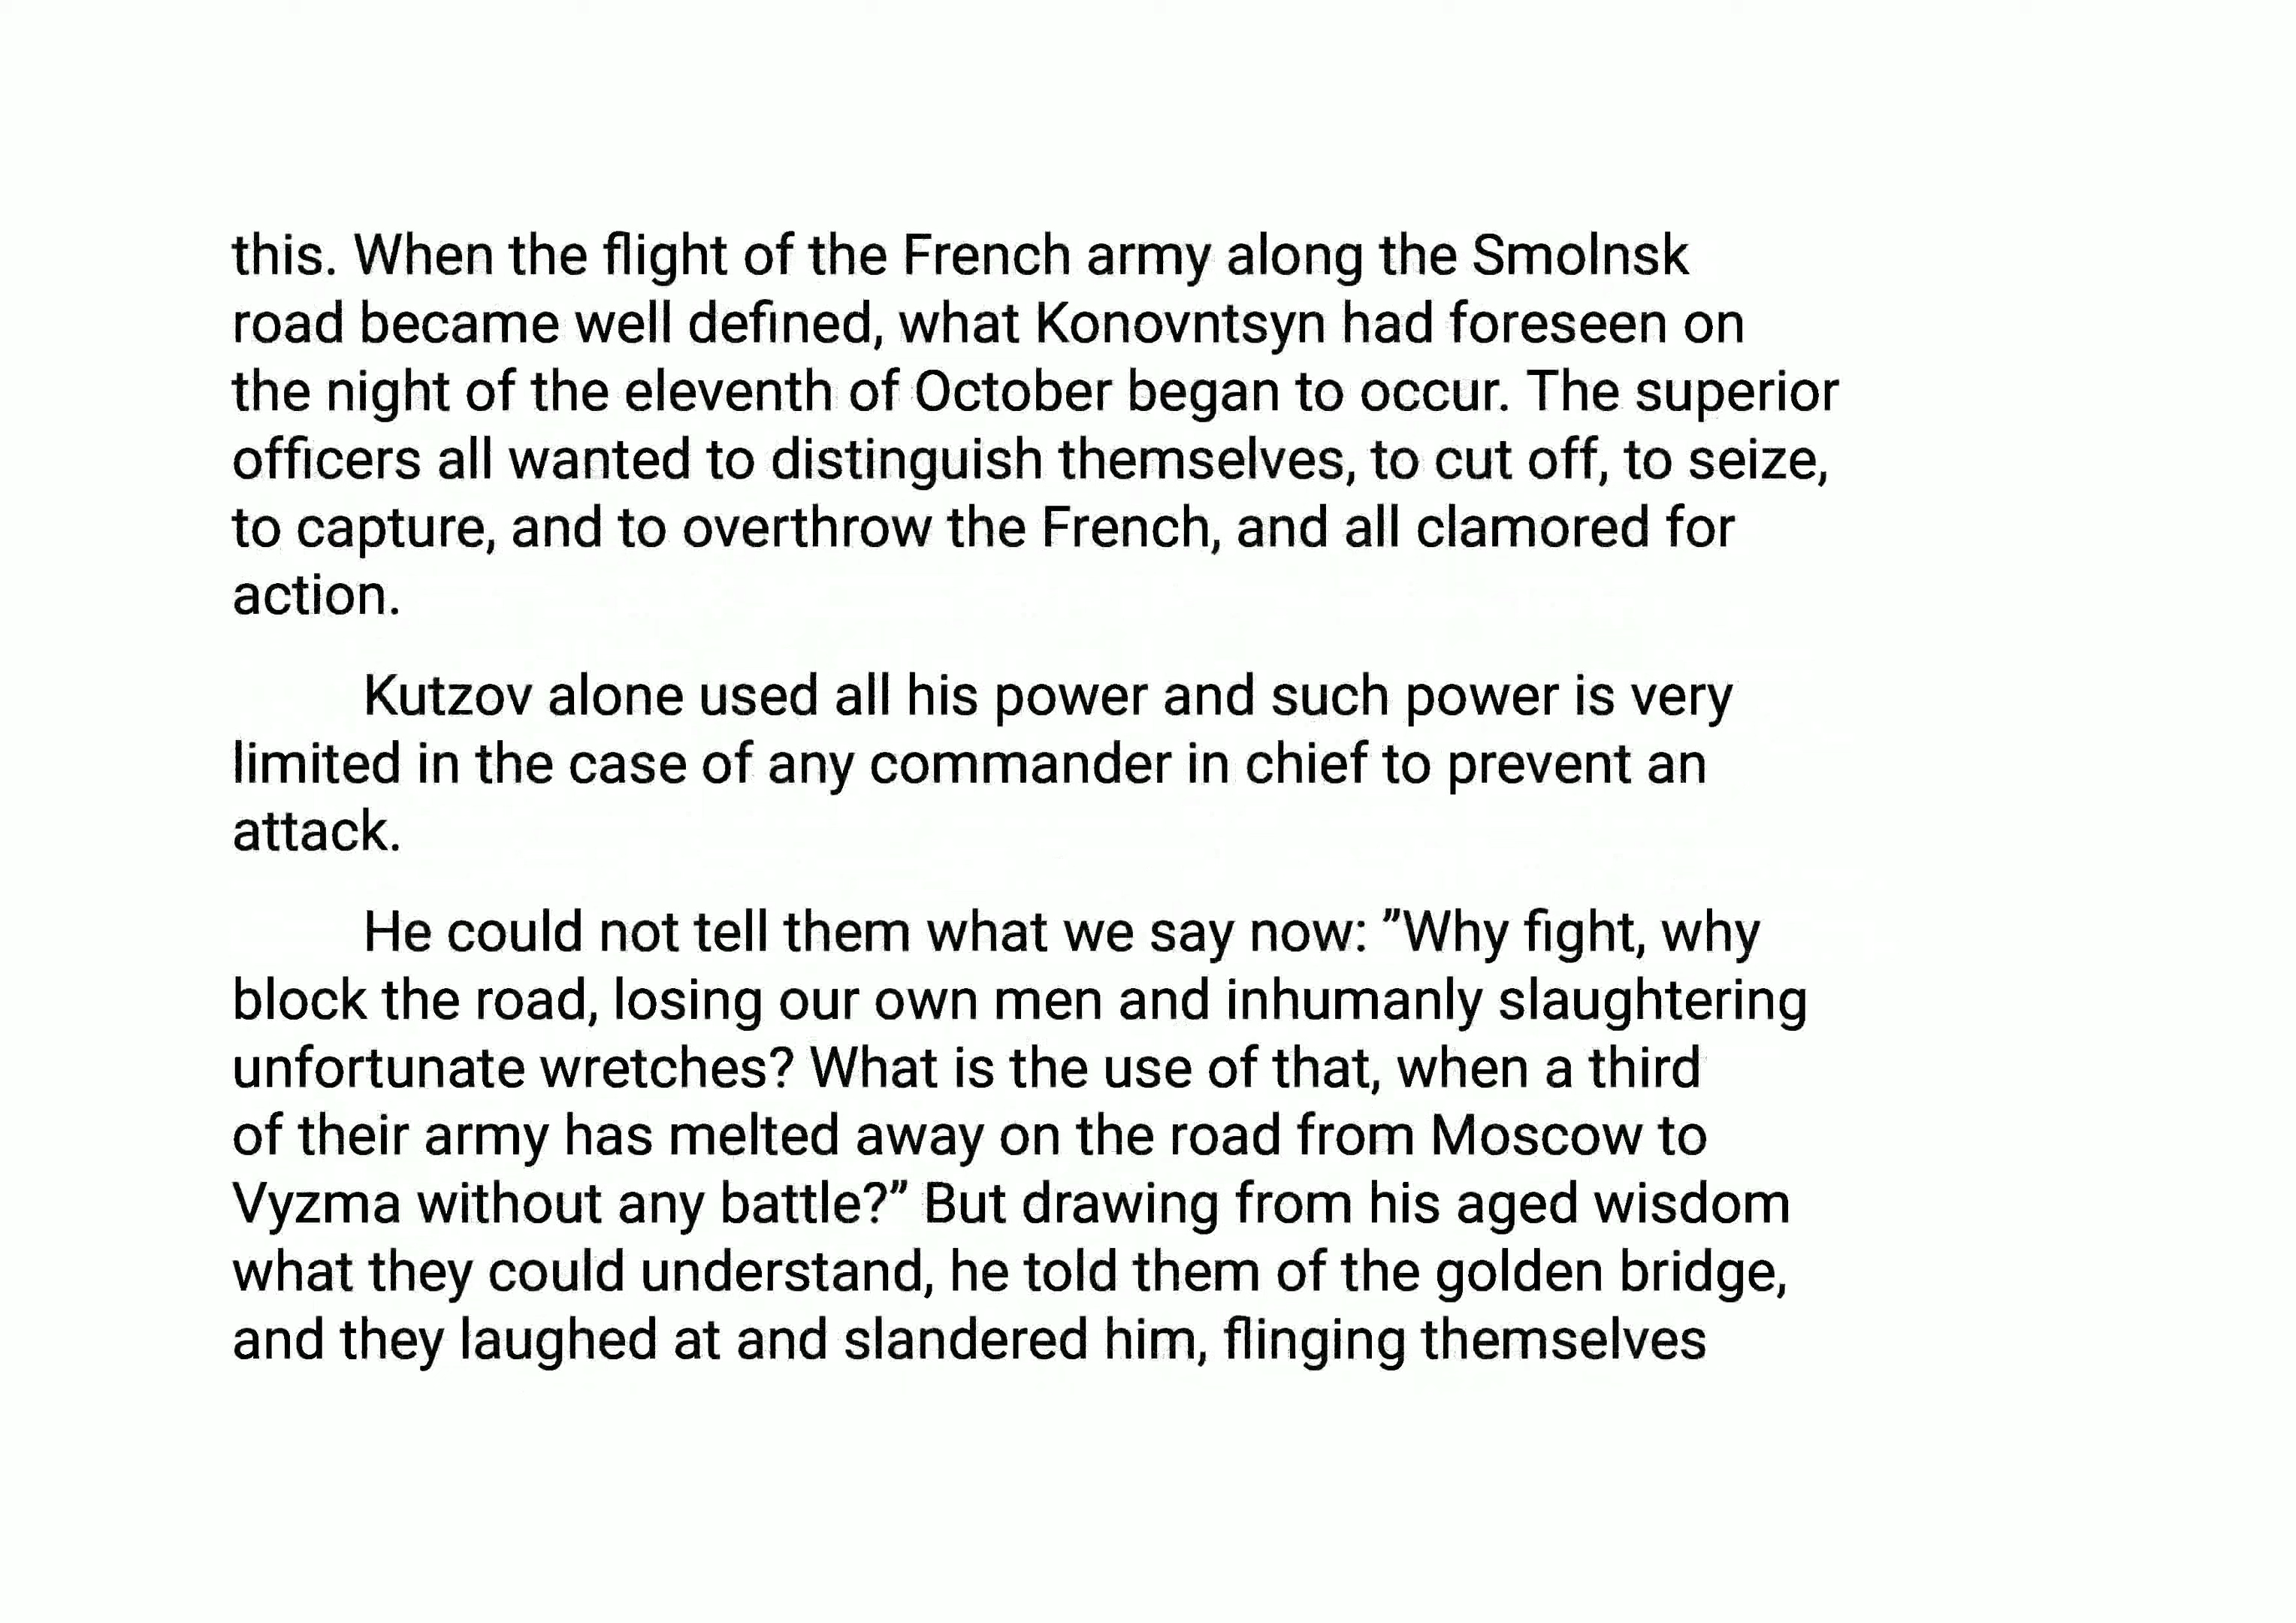 this. When the flight of the French army along the Smolnsk
road became well defined, what Konovntsyn had foreseen on
the night of the eleventh of October began to occur. The superior
officers all wanted to distinguish themselves, to cut off, to seize,
to capture, and to overthrow the French, and all clamored for
action.
Kutzov alone used all his power and such power is very
limited in the case of any commander in chief to prevent an
attack.
He could not tell them what we say now: ”Why fight, why
block the road, losing our own men and inhumanly slaughtering
unfortunate wretches? What is the use of that, when a third
of their army has melted away on the road from Moscow to
Vyzma without any battle?” But drawing from his aged wisdom
what they could understand, he told them of the golden bridge,
and they laughed at and slandered him, flinging themselves